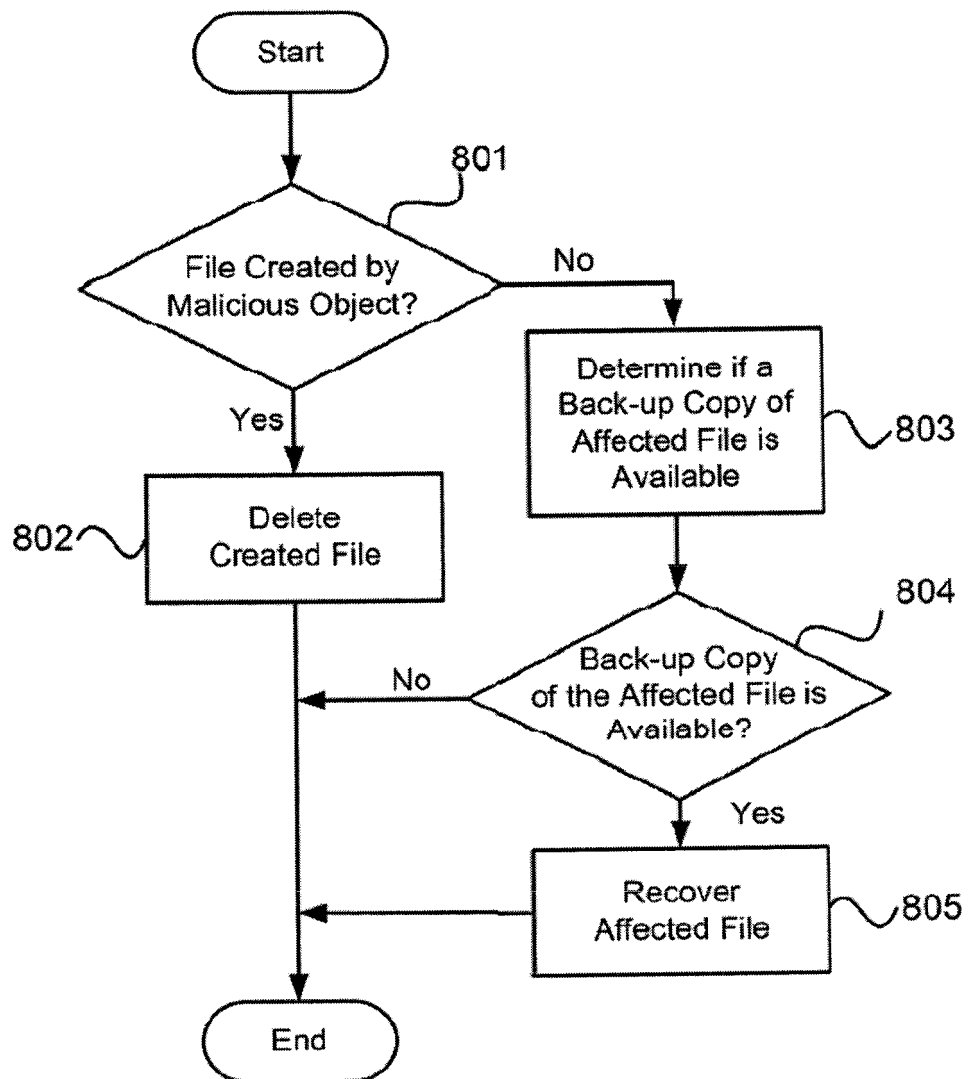 Start
801
File Created by
Malicious Object?
No
Yes
Determine if a
Back-up Copy of
Affected File is
Available
803
802
Delete
Created File
804
Back-up Copy
of the Affected File is
Available?
No
Yes
Recover
Affected File
805
End